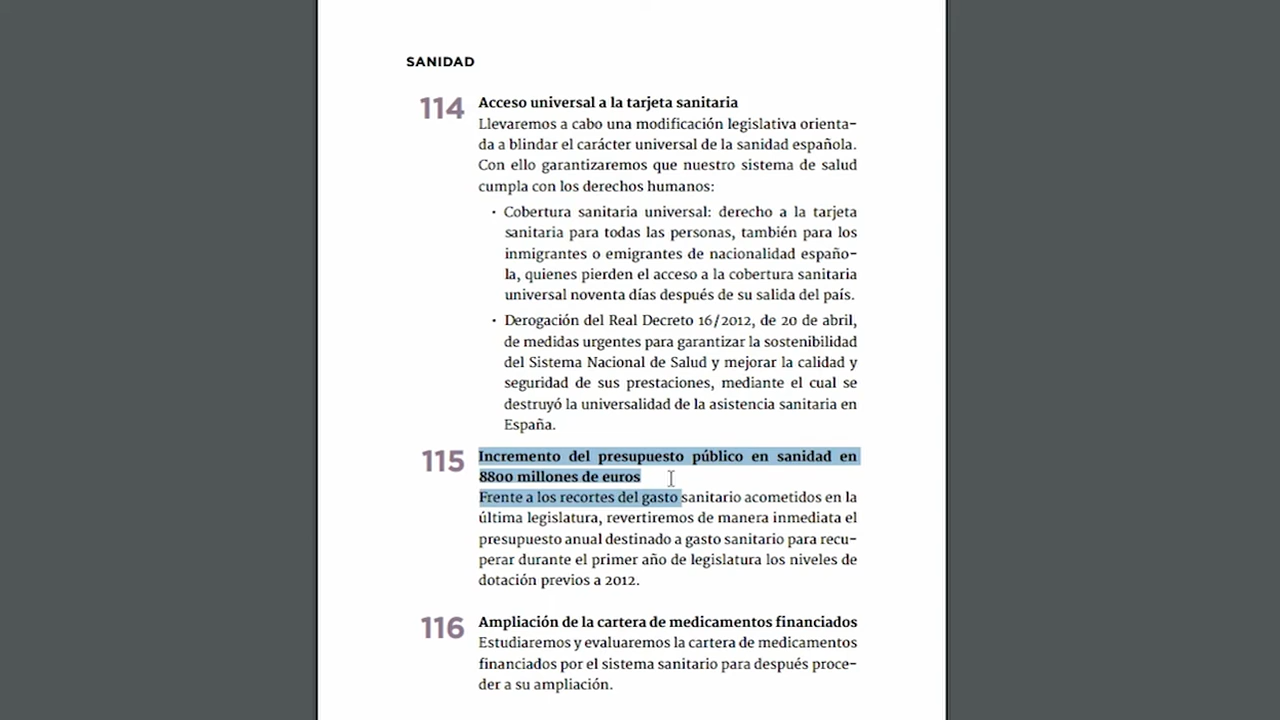 SANIDAD
114 Acceso universal a la tarjeta sanitaria
Llevaremos a cabo una modificación legislativa orienta-
da a blindar el carácter universal de la sanidad española.
Con ello garantizaremos que nuestro sistema de salud
cumpla con los derechos humanos:
· Cobertura sanitaria universal: derecho a la tarjeta
sanitaria para todas las personas, también para los
inmigrantes o emigrantes de nacionalidad españo-
la, quienes pierden el acceso a la cobertura sanitaria
universal noventa días después de su salida del país.
· Derogación del Real Decreto 16/2012, de 20 de abril,
de medidas urgentes para garantizar la sostenibilidad
del Sistema Nacional de Salud y mejorar la calidad y
seguridad de sus prestaciones, mediante el cual se
destruyó la universalidad de la asistencia sanitaria en
España.
115 Incremento del presupuesto público en sanidad en
8800 millones de euros
Frente a los recortes del gasto sanitario acometidos en la
última legislatura, revertiremos de manera inmediata el
presupuesto anual destinado a gasto sanitario para recu-
perar durante el primer año de legislatura los niveles de
dotación previos a 2012.
116 Ampliación de la cartera de medicamentos financiados
Estudiaremos y evaluaremos la cartera de medicamentos
financiados por el sistema sanitario para después proce-
der a su ampliación.